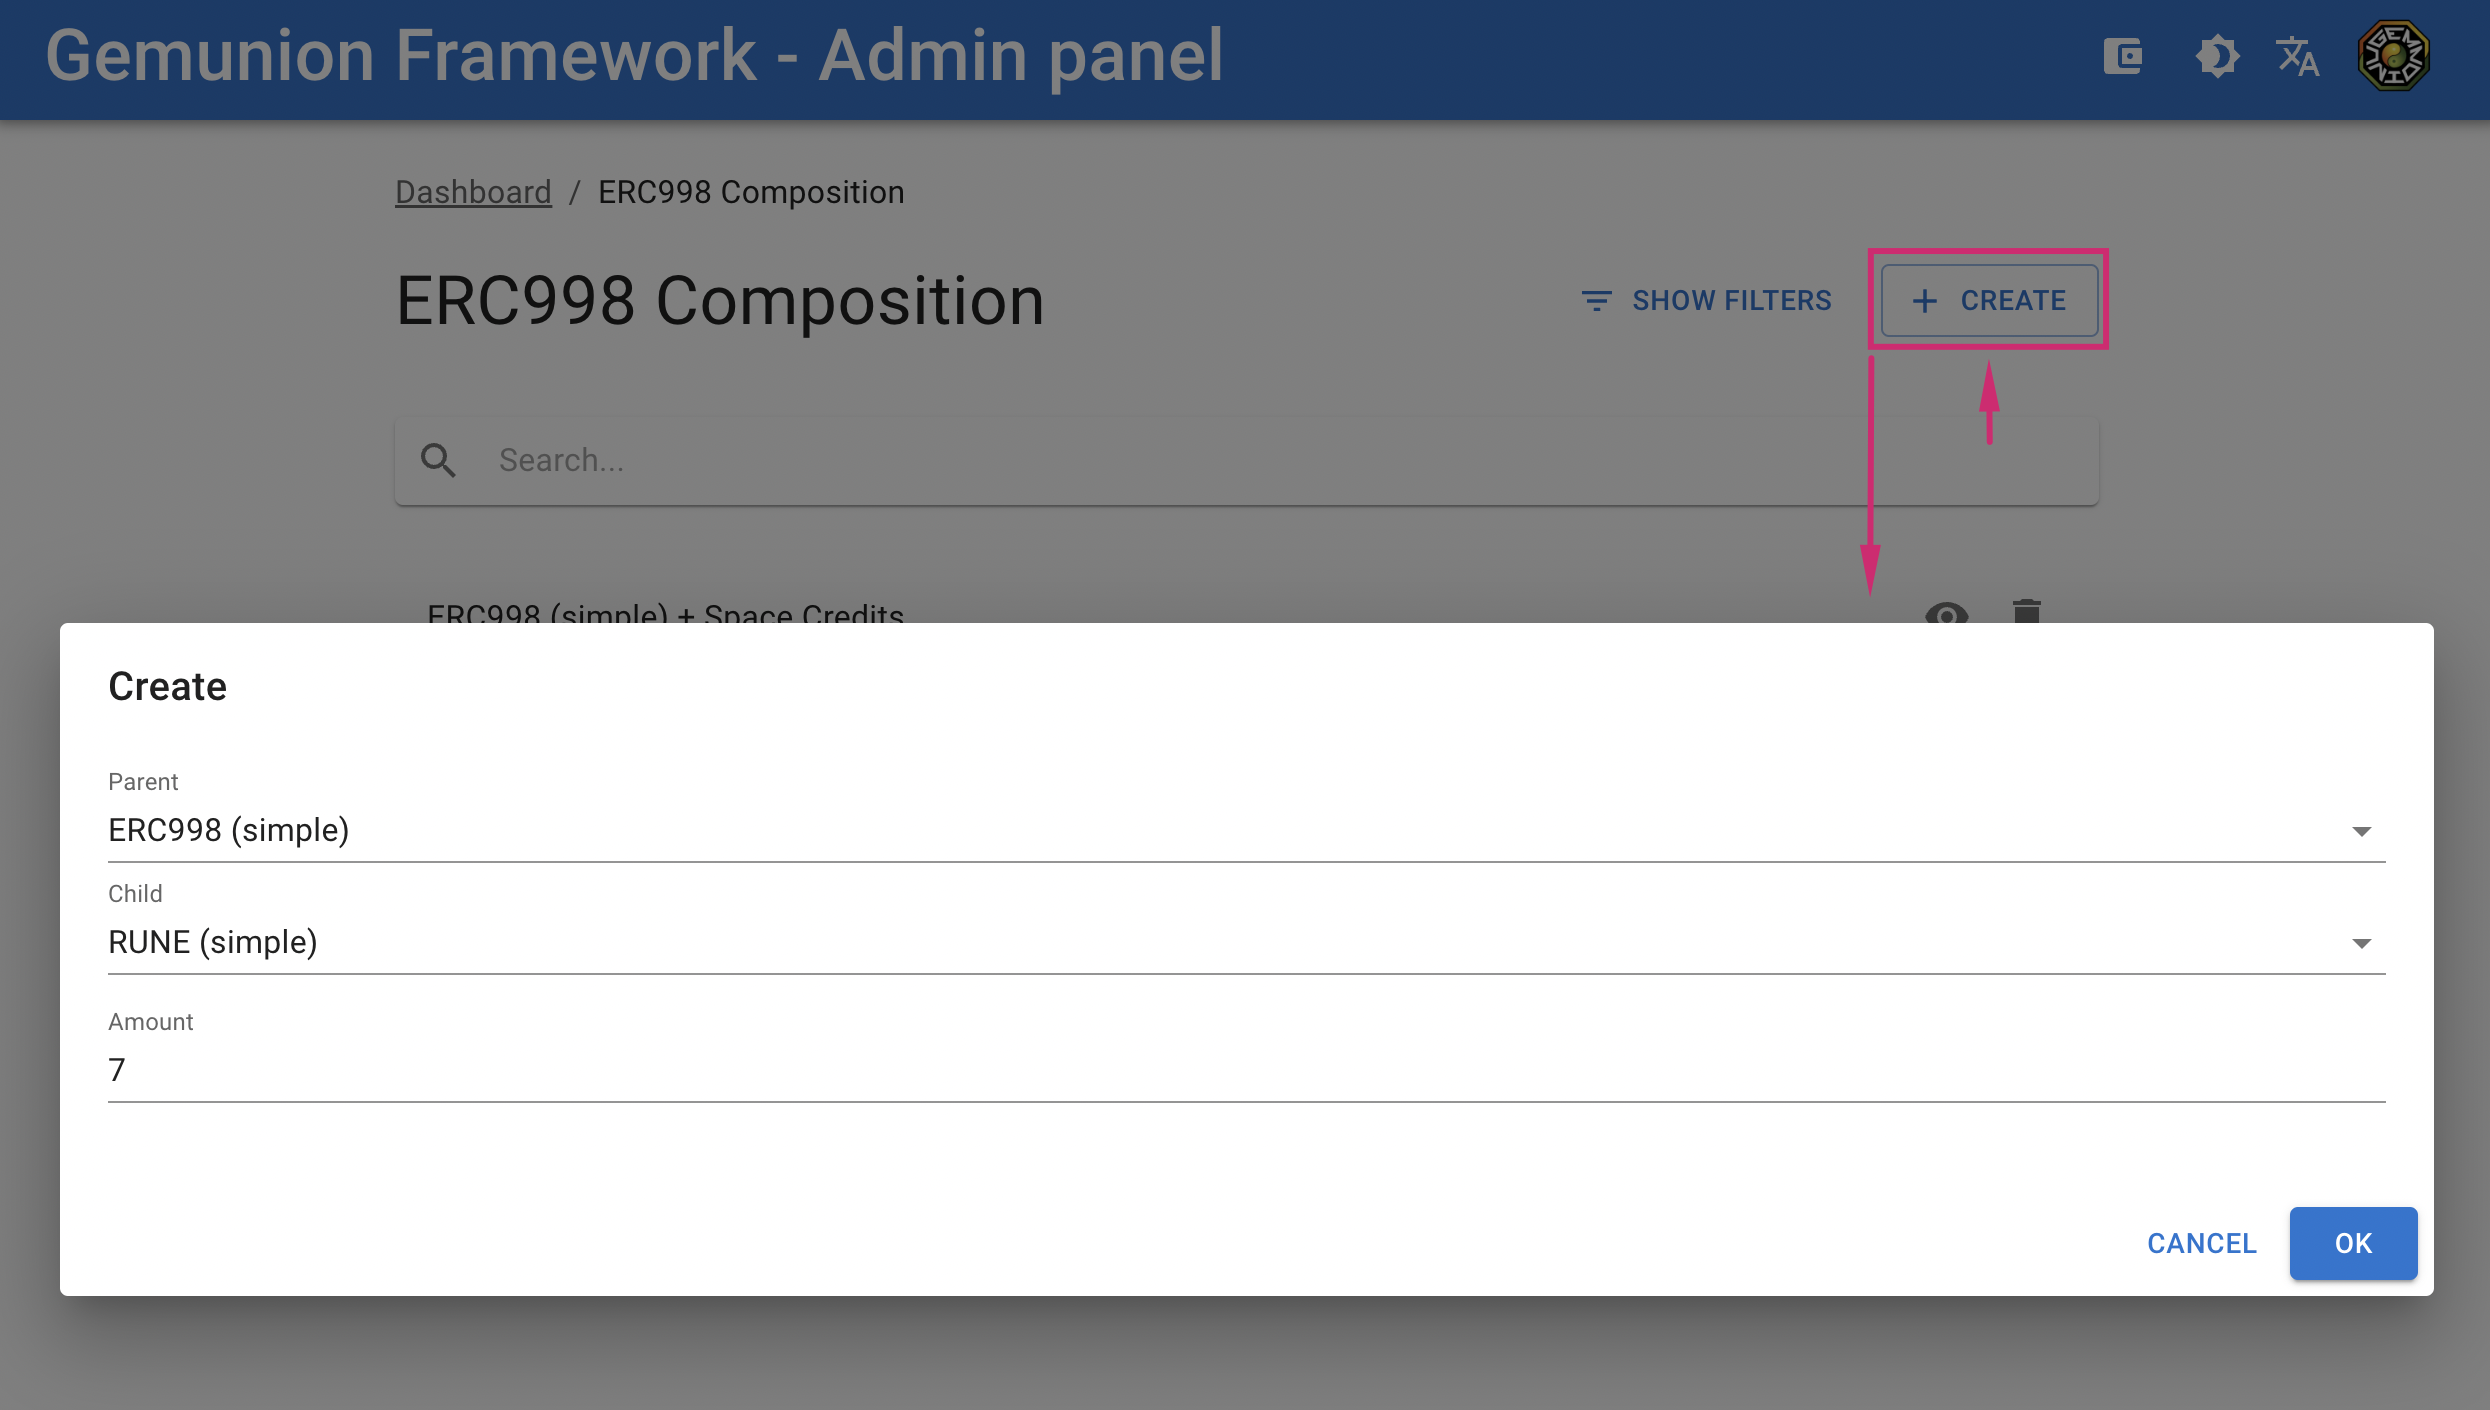 Gemunion Framework - Admin panel
Dashboard / ERC998 Composition
ERC998 Composition
SHOW FILTERS
+ CREATE
Search...
ERC998 (simple) + Space Credits
Create
Parent
ERC998 (simple)
Child
RUNE (simple)
Amount
7
CANCEL
OK